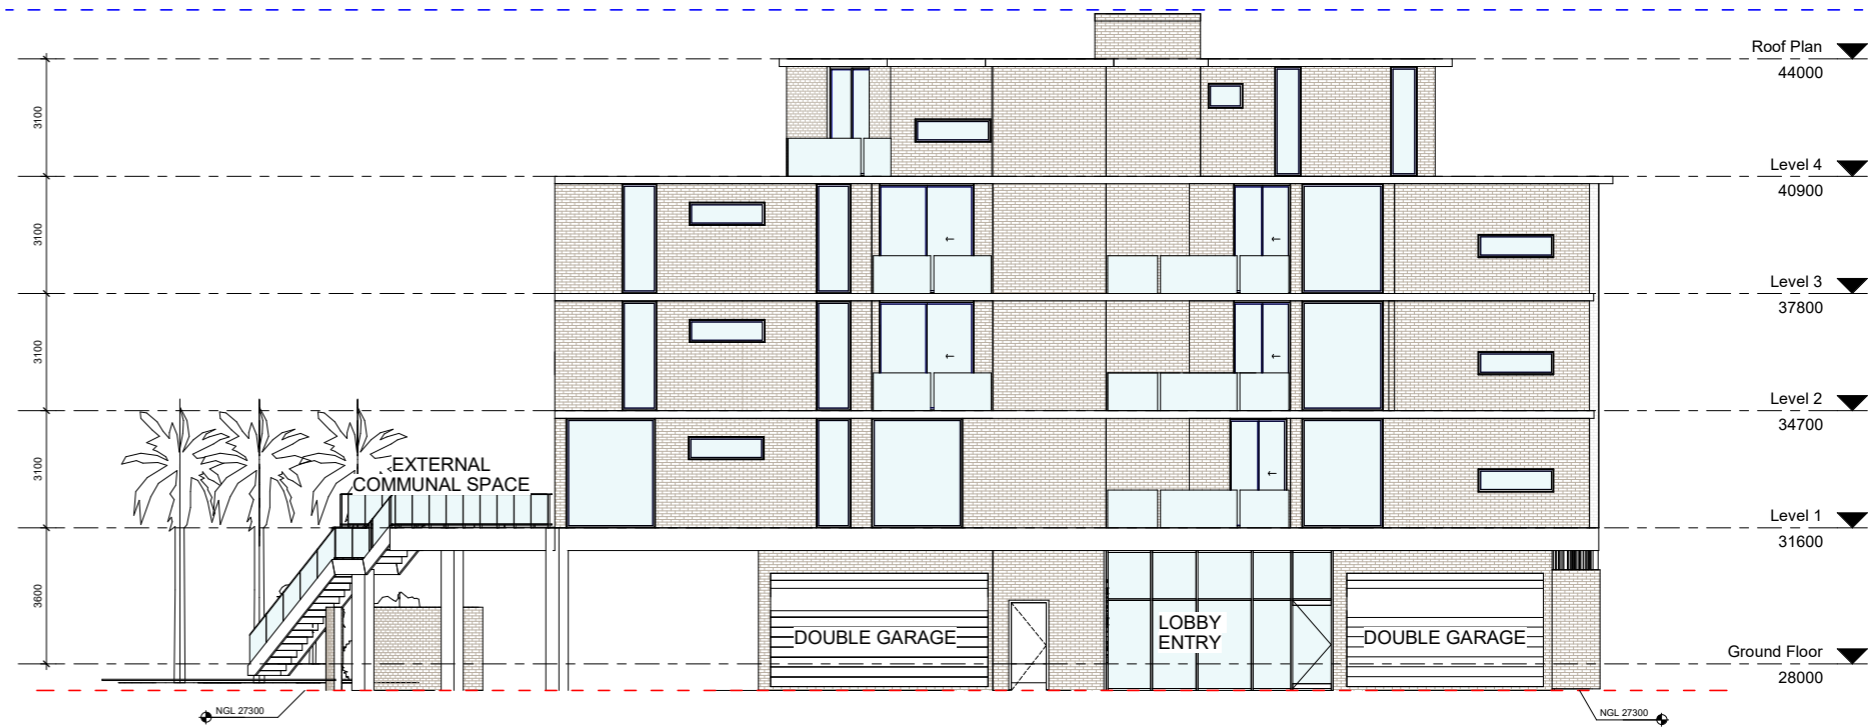 Roof Plan
44000
3100
Level 4
40900
3100
Level 3
37800
3100
Level 2
34700
3100
EXTERNAL
COMMUNAL SPACE
Level 1
31600
3600
DOUBLE GARAGE
LOBBY
ENTRY
DOUBLE GARAGE
Ground Floor
28000
NGL 27300
NGL 27300